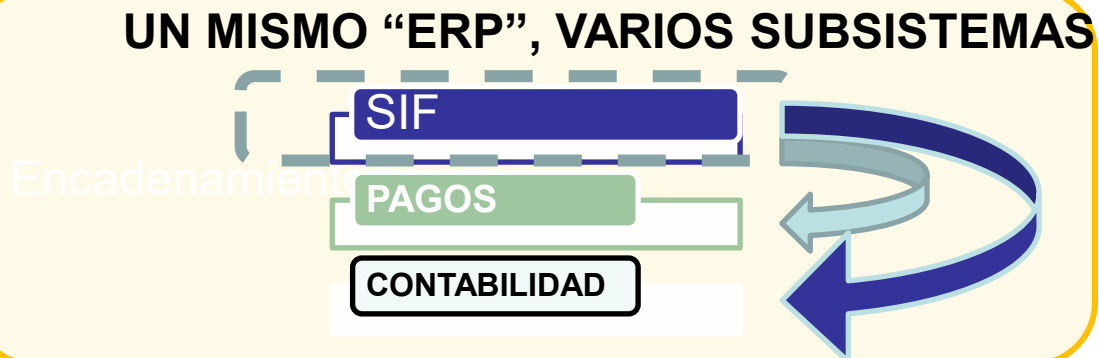 UN MISMO “ERP”, VARIOS SUBSISTEMAS
SIF
Encadenamiento
PAGOS
CONTABILIDAD